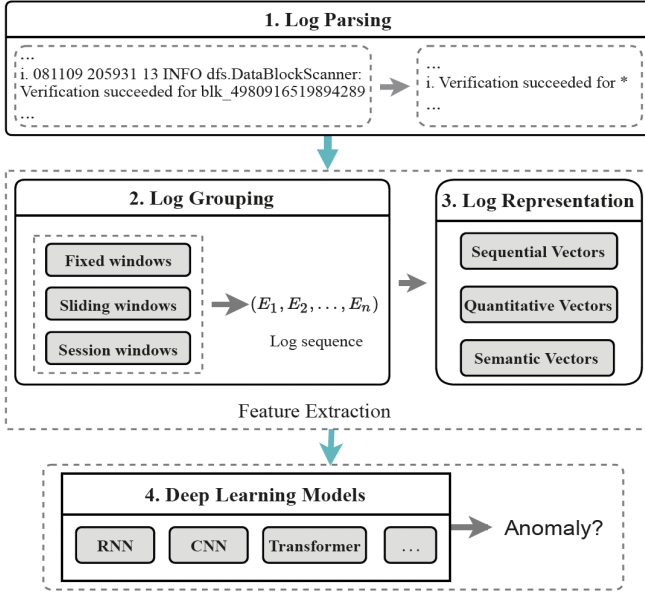 1. Log Parsing
...
i. 081109 205931 13 INFO dfs.DataBlockScanner:
Verification succeeded for blk_4980916519894289
...
...
i. Verification succeeded for *
...
2. Log Grouping
Fixed windows
Sliding windows
Session windows
(E₁, E₂, . . . , Eₙ)
Log sequence
3. Log Representation
Sequential Vectors
Quantitative Vectors
Semantic Vectors
Feature Extraction
4. Deep Learning Models
RNN
CNN
Transformer
...
Anomaly?